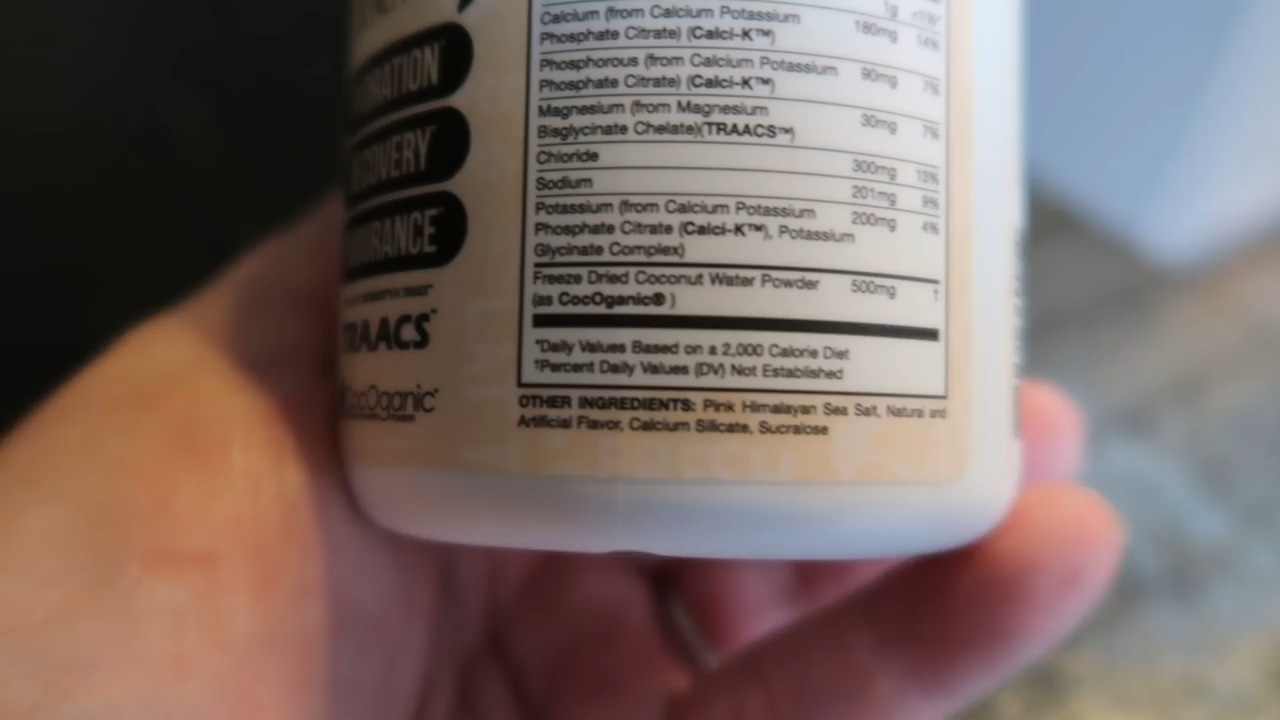 1g <1%*
Calcium (from Calcium Potassium
Phosphate Citrate) (Calci-K™) 180mg 14%
Phosphorous (from Calcium Potassium
Phosphate Citrate) (Calci-K™) 90mg 7%
Magnesium (from Magnesium
Bisglycinate Chelate)(TRAACS™) 30mg 7%
Chloride 300mg 13%
Sodium 201mg 9%
Potassium (from Calcium Potassium 200mg 4%
Phosphate Citrate (Calci-K™), Potassium
Glycinate Complex)
Freeze Dried Coconut Water Powder 500mg †
(as CocOganic® )
*Daily Values Based on a 2,000 Calorie Diet
†Percent Daily Values (DV) Not Established
OTHER INGREDIENTS: Pink Himalayan Sea Salt, Natural and
Artificial Flavor, Calcium Silicate, Sucralose
TRAACS™
CocOganic®